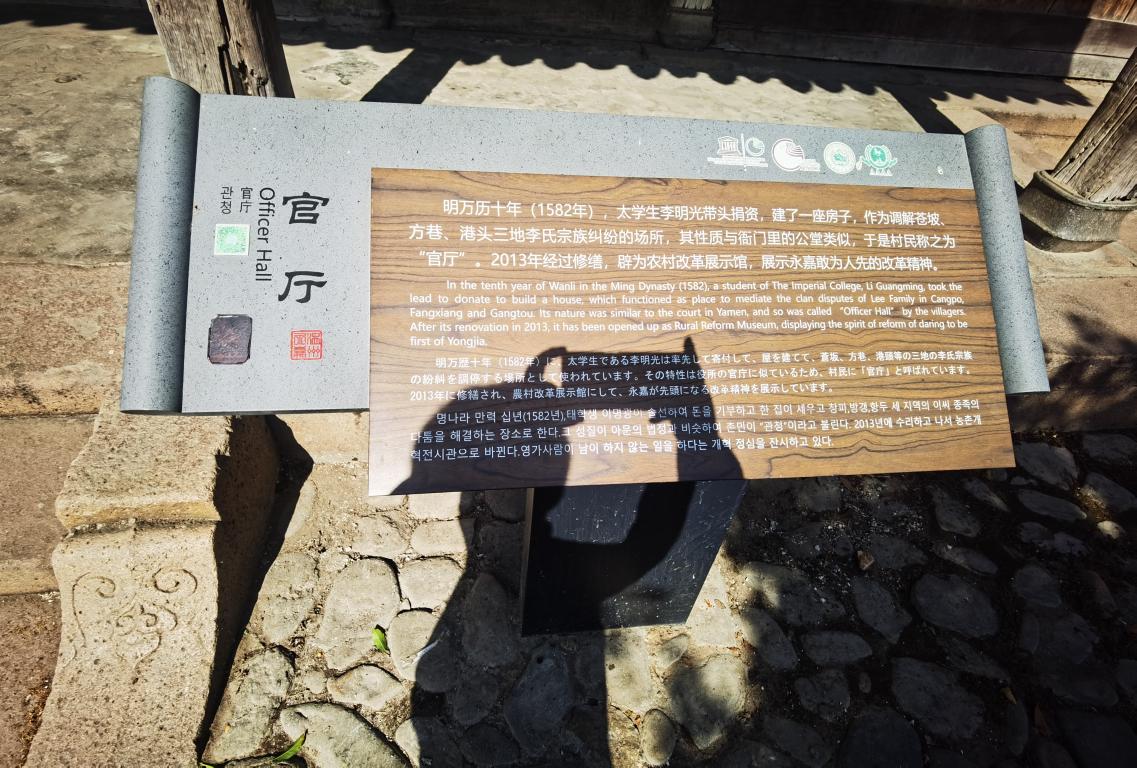 官厅
Officer Hall
官庁
관청
明万历十年（1582年），太学生李明光带头捐资，建了一座房子，作为调解苍坡、
方巷、港头三地李氏宗族纠纷的场所，其性质与衙门里的公堂类似，于是村民称之为
“官厅”。2013年经过修缮，辟为农村改革展示馆，展示永嘉敢为人先的改革精神。
In the tenth year of Wanli in the Ming Dynasty (1582), a student of The Imperial College, Li Guangming, took the
lead to donate to build a house, which functioned as place to mediate the clan disputes of Lee Family in Cangpo,
Fangxiang and Gangtou. Its nature was similar to the court in Yamen, and so was called “Officer Hall” by the villagers.
After its renovation in 2013, it has been opened up as Rural Reform Museum, displaying the spirit of reform of daring to be
first of Yongjia.
明万歴十年（1582年）に、太学生である李明光は率先して寄付して、屋を建てて、蒼坂、方巷、港頭等の三地の李氏宗族
の紛糾を調停する場所として使われています。その特性は役所の官庁に似ているため、村民に「官庁」と呼ばれています。
2013年に修繕され、農村改革展示館にして、永嘉が先頭になる改革精神を展示しています。
명나라 만력 십년(1582년),태학생 이명광이 솔선하여 돈을 기부하고 한 집이 세우고 창파,방갱,항두 세 지역의 이씨 종족의
다툼을 해결하는 장소로 한다.그 성질이 아문의 법정과 비슷하여 촌민이 “관청”이라고 불린다. 2013년에 수리하고 나서 농촌개
혁전시관으로 바뀐다.영가사람이 남이 하지 않는 일을 하다는 개혁 정심을 잔시하고 있다.